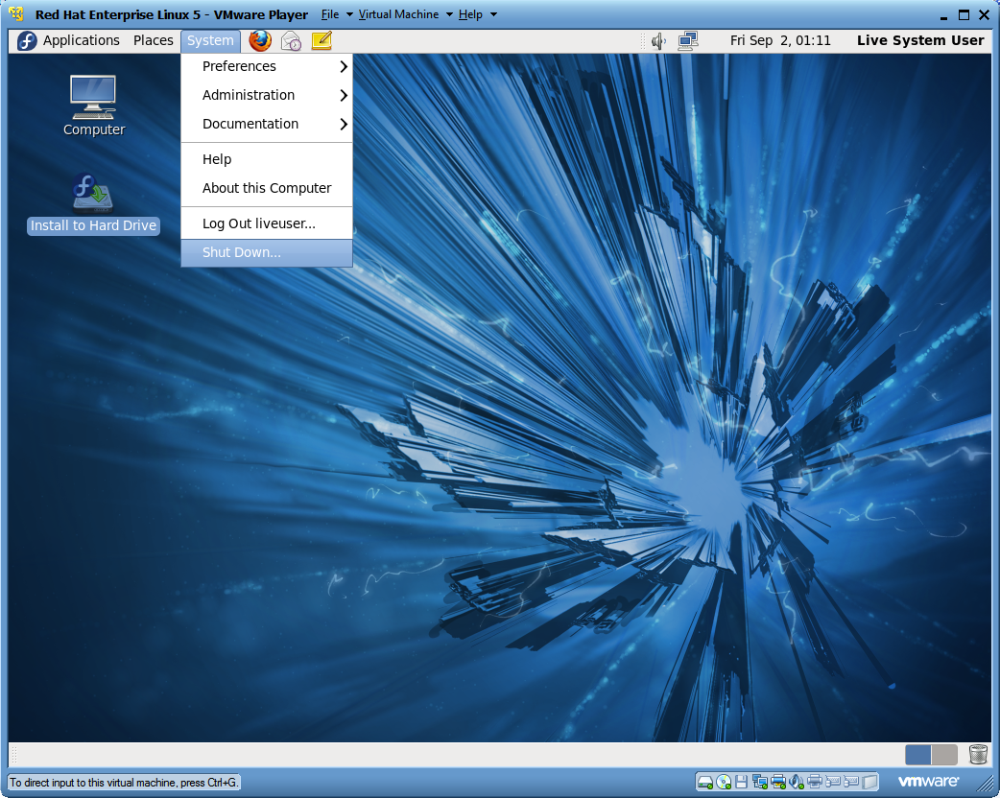 Red Hat Enterprise Linux 5 - VMware Player File Virtual Machine Help
Applications Places System Fri Sep 2, 01:11 Live System User
Preferences
Administration
Documentation
Help
About this Computer
Log Out liveuser...
Shut Down...
Computer
Install to Hard Drive
To direct input to this virtual machine, press Ctrl+G.
vmware